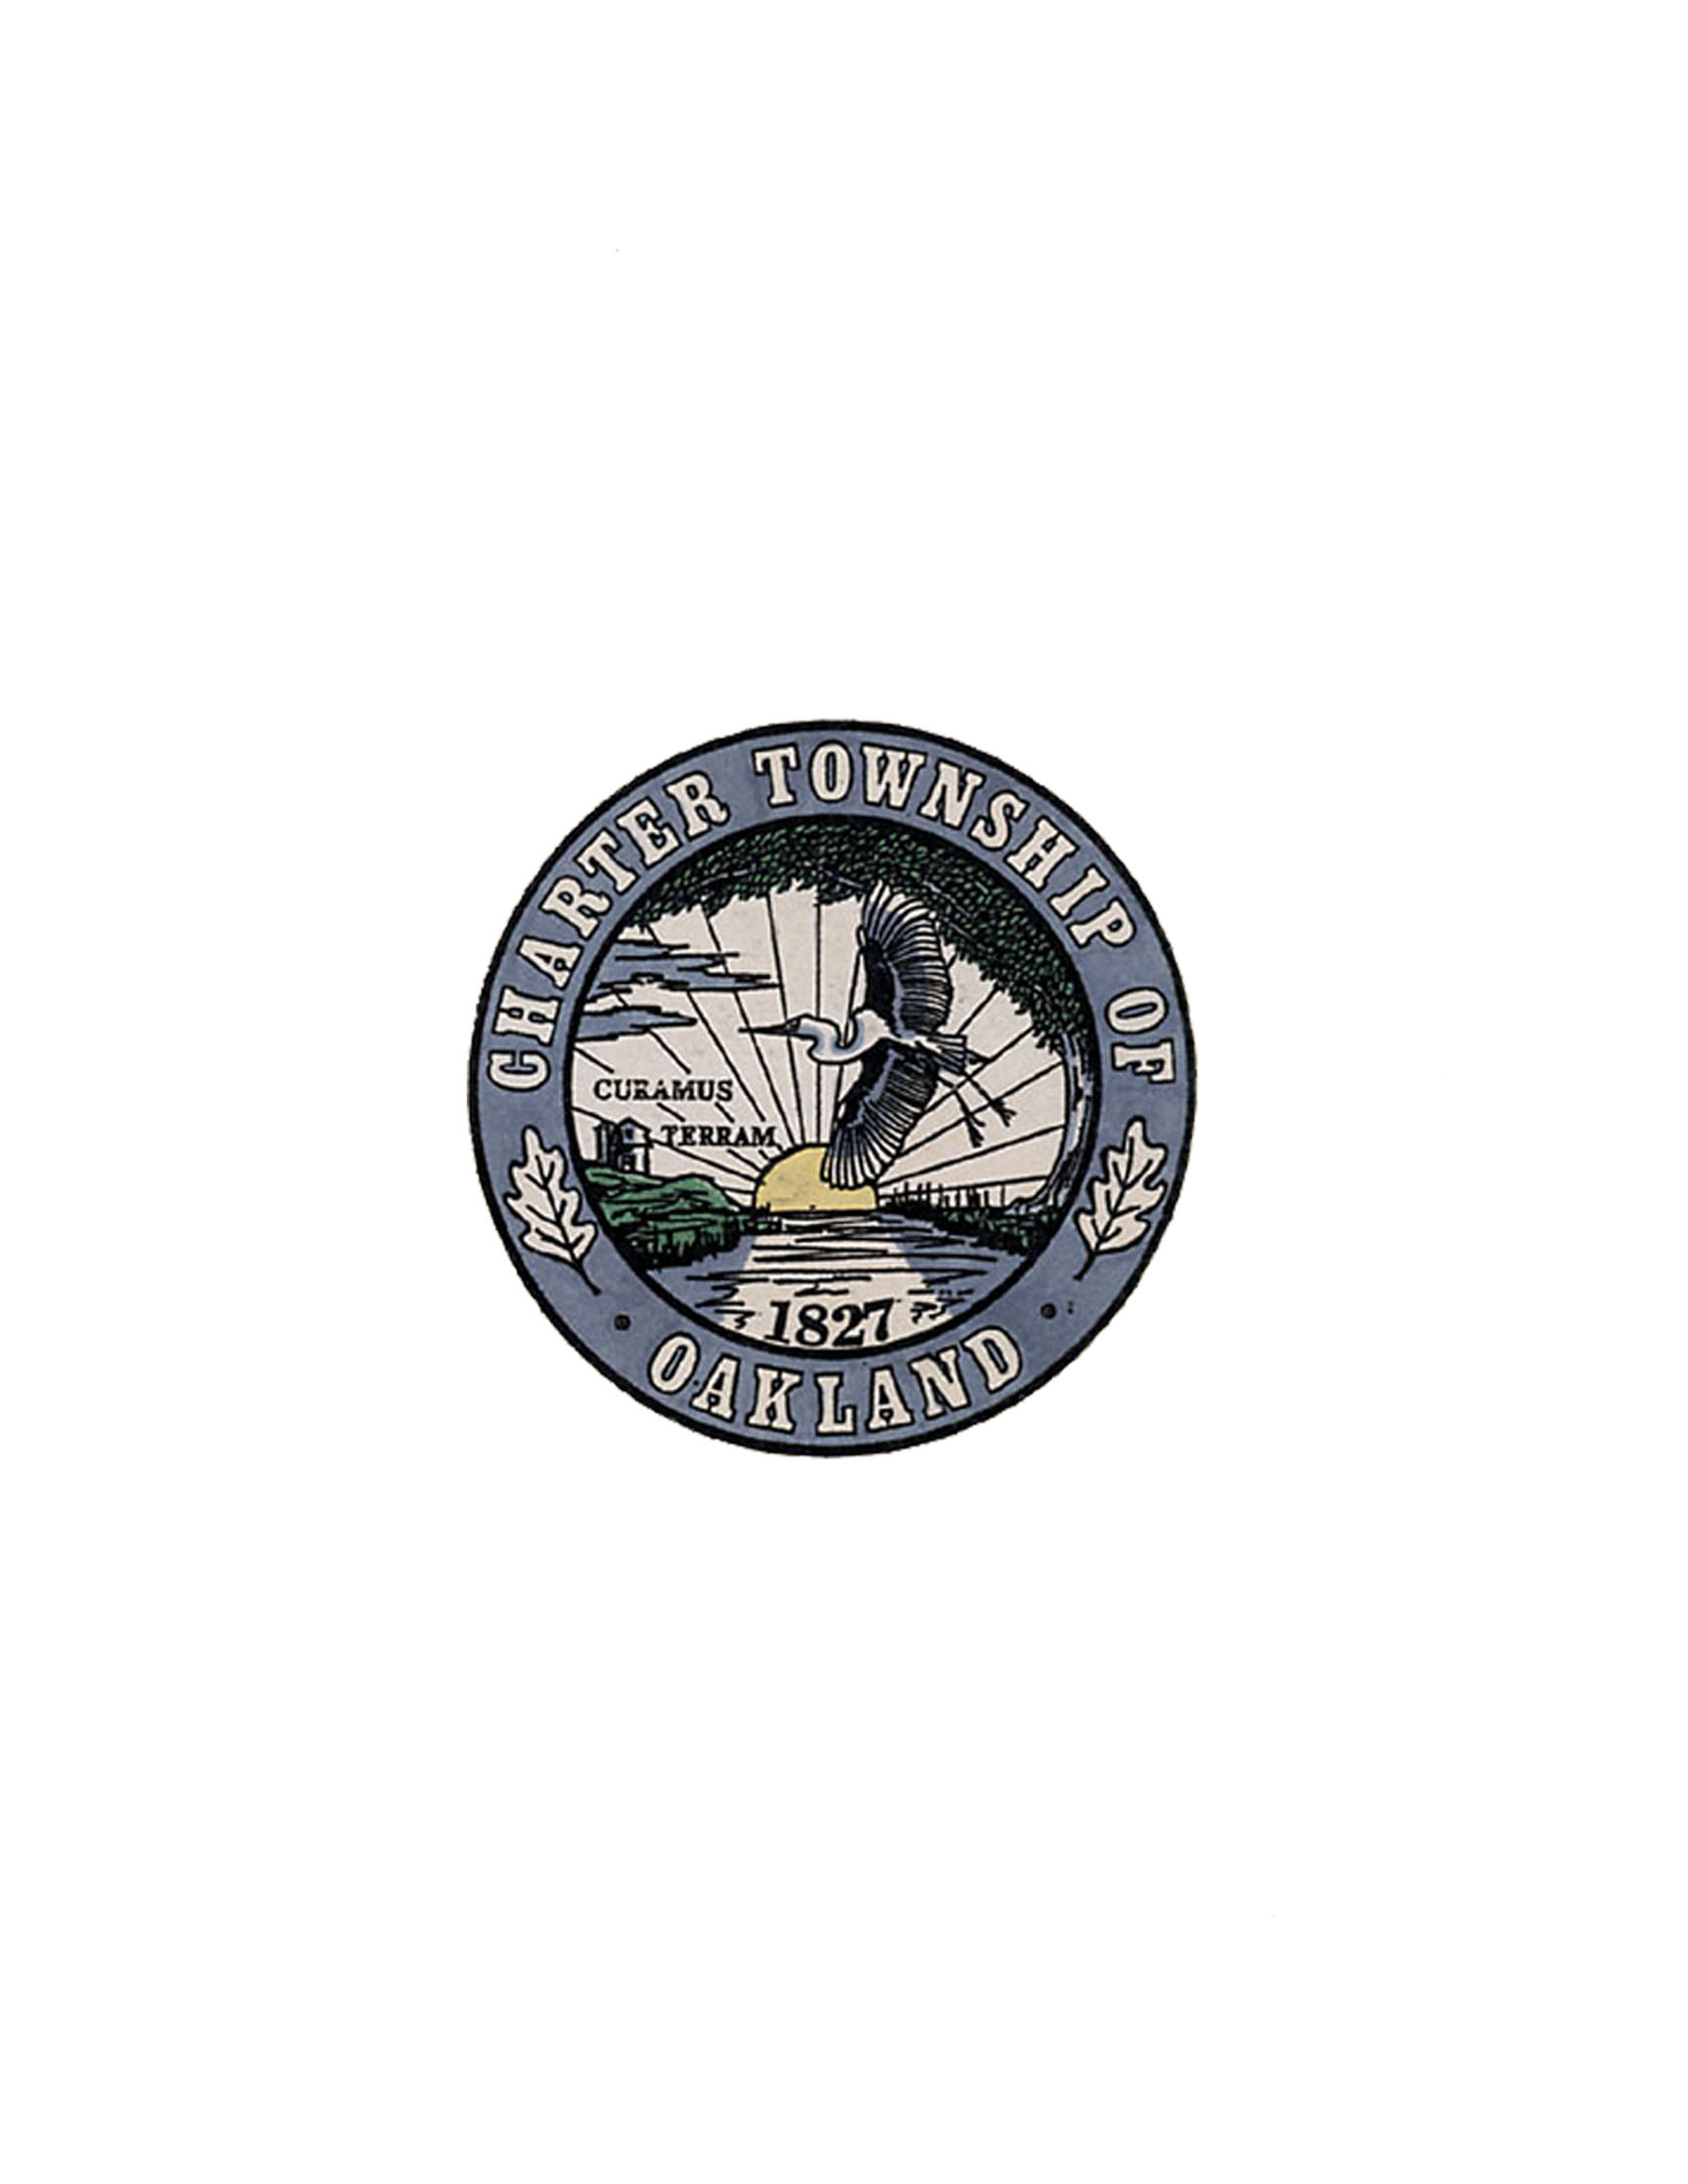 CHARTER TOWNSHIP OF
CURAMUS
TERRAM
1827
OAKLAND